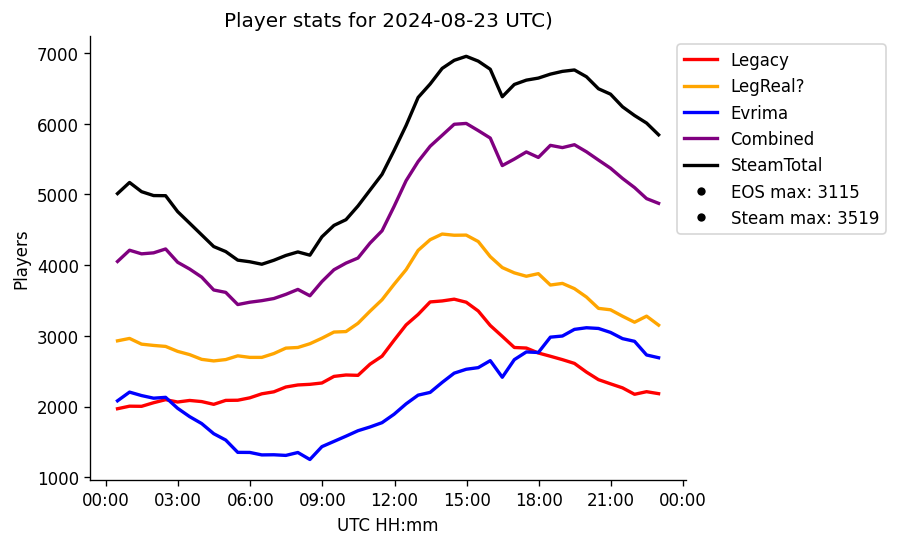 Player stats for 2024-08-23 UTC)
7000
6000
5000
4000
3000
2000
1000
Players
00:00 03:00 06:00 09:00 12:00 15:00 18:00 21:00 00:00
UTC HH:mm
Legacy
LegReal?
Evrima
Combined
SteamTotal
EOS max: 3115
Steam max: 3519